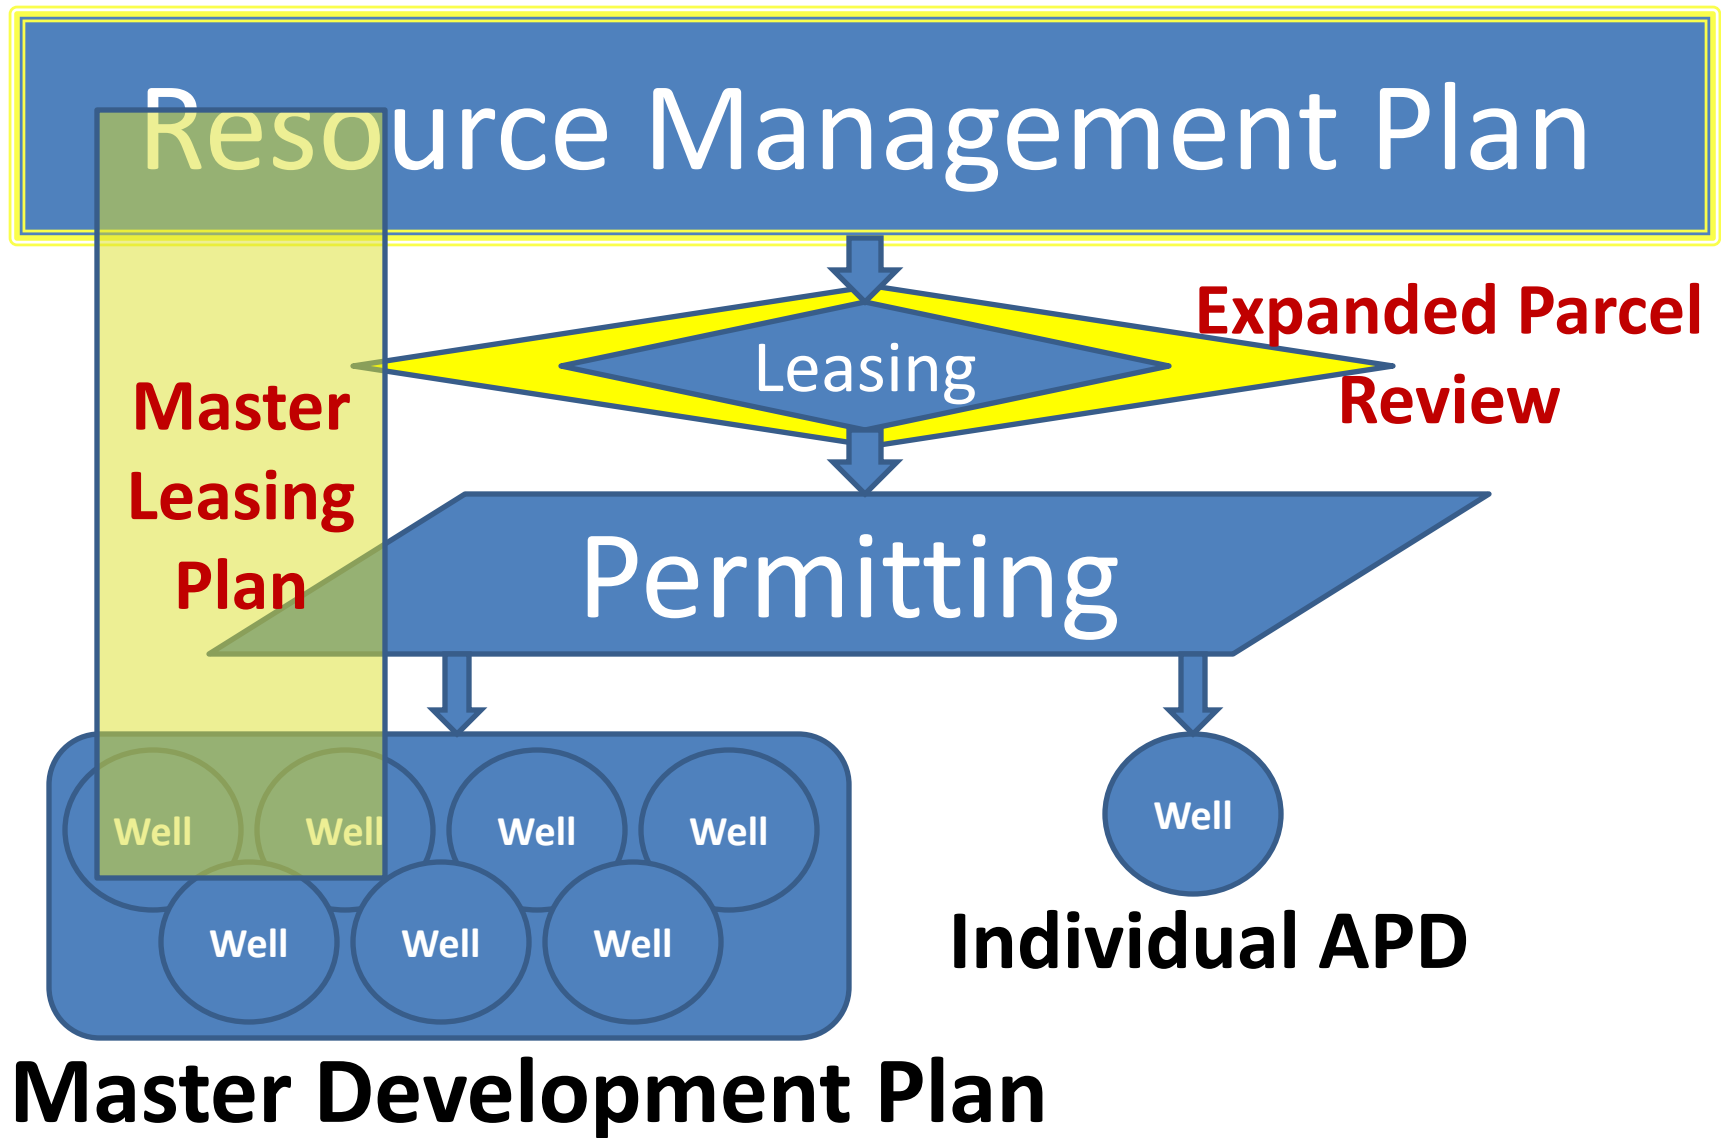 Resource Management Plan
Expanded Parcel
Review
Leasing
Master
Leasing
Plan
Permitting
Well Well Well Well
Well Well Well
Well
Individual APD
Master Development Plan